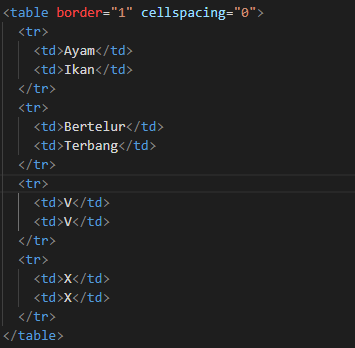 <table border="1" cellspacing="0">
<tr>
<td>Ayam</td>
<td>Ikan</td>
</tr>
<tr>
<td>Bertelur</td>
<td>Terbang</td>
</tr>
<tr>
<td>V</td>
<td>V</td>
</tr>
<tr>
<td>X</td>
<td>X</td>
</tr>
</table>